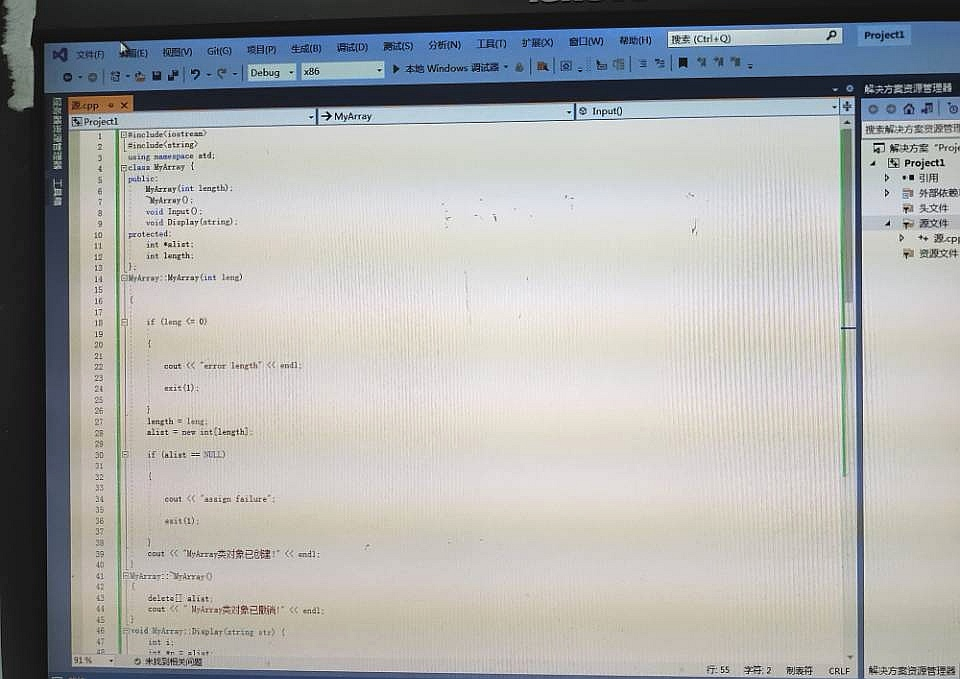 文件(F) 编辑(E) 视图(V) Git(G) 项目(P) 生成(B) 调试(D) 测试(S) 分析(N) 工具(T) 扩展(X) 窗口(W) 帮助(H) 搜索 (Ctrl+Q) Project1
Debug x86 本地 Windows 调试器
源.cpp
Project1 MyArray Input()
1 #include<iostream>
2 #include<string>
3 using namespace std;
4 class MyArray {
5 public:
6 MyArray(int length);
7 ~MyArray();
8 void Input();
9 void Display(string);
10 protected:
11 int *alist;
12 int length;
13 };
14 MyArray::MyArray(int leng)
15
16 {
17
18 if (leng <= 0)
19
20 {
21
22 cout << "error length" << endl;
23
24 exit(1);
25
26 }
27 length = leng;
28 alist = new int[length];
29
30 if (alist == NULL)
31
32 {
33
34 cout << "assign failure";
35
36 exit(1);
37
38 }
39 cout << "MyArray类对象已创建!" << endl;
40 }
41 MyArray::~MyArray()
42 {
43 delete[] alist;
44 cout << " MyArray类对象已撤销!" << endl;
45 }
46 void MyArray::Display(string str) {
47 int i;
48 int *p = alist;
91 % 未找到相关问题 行: 55 字符: 2 制表符 CRLF
服务器资源管理器
工具箱
解决方案资源管理器
搜索解决方案资源管理
解决方案 "Proje
Project1
引用
外部依赖项
头文件
源文件
源.cpp
资源文件
解决方案资源管理器